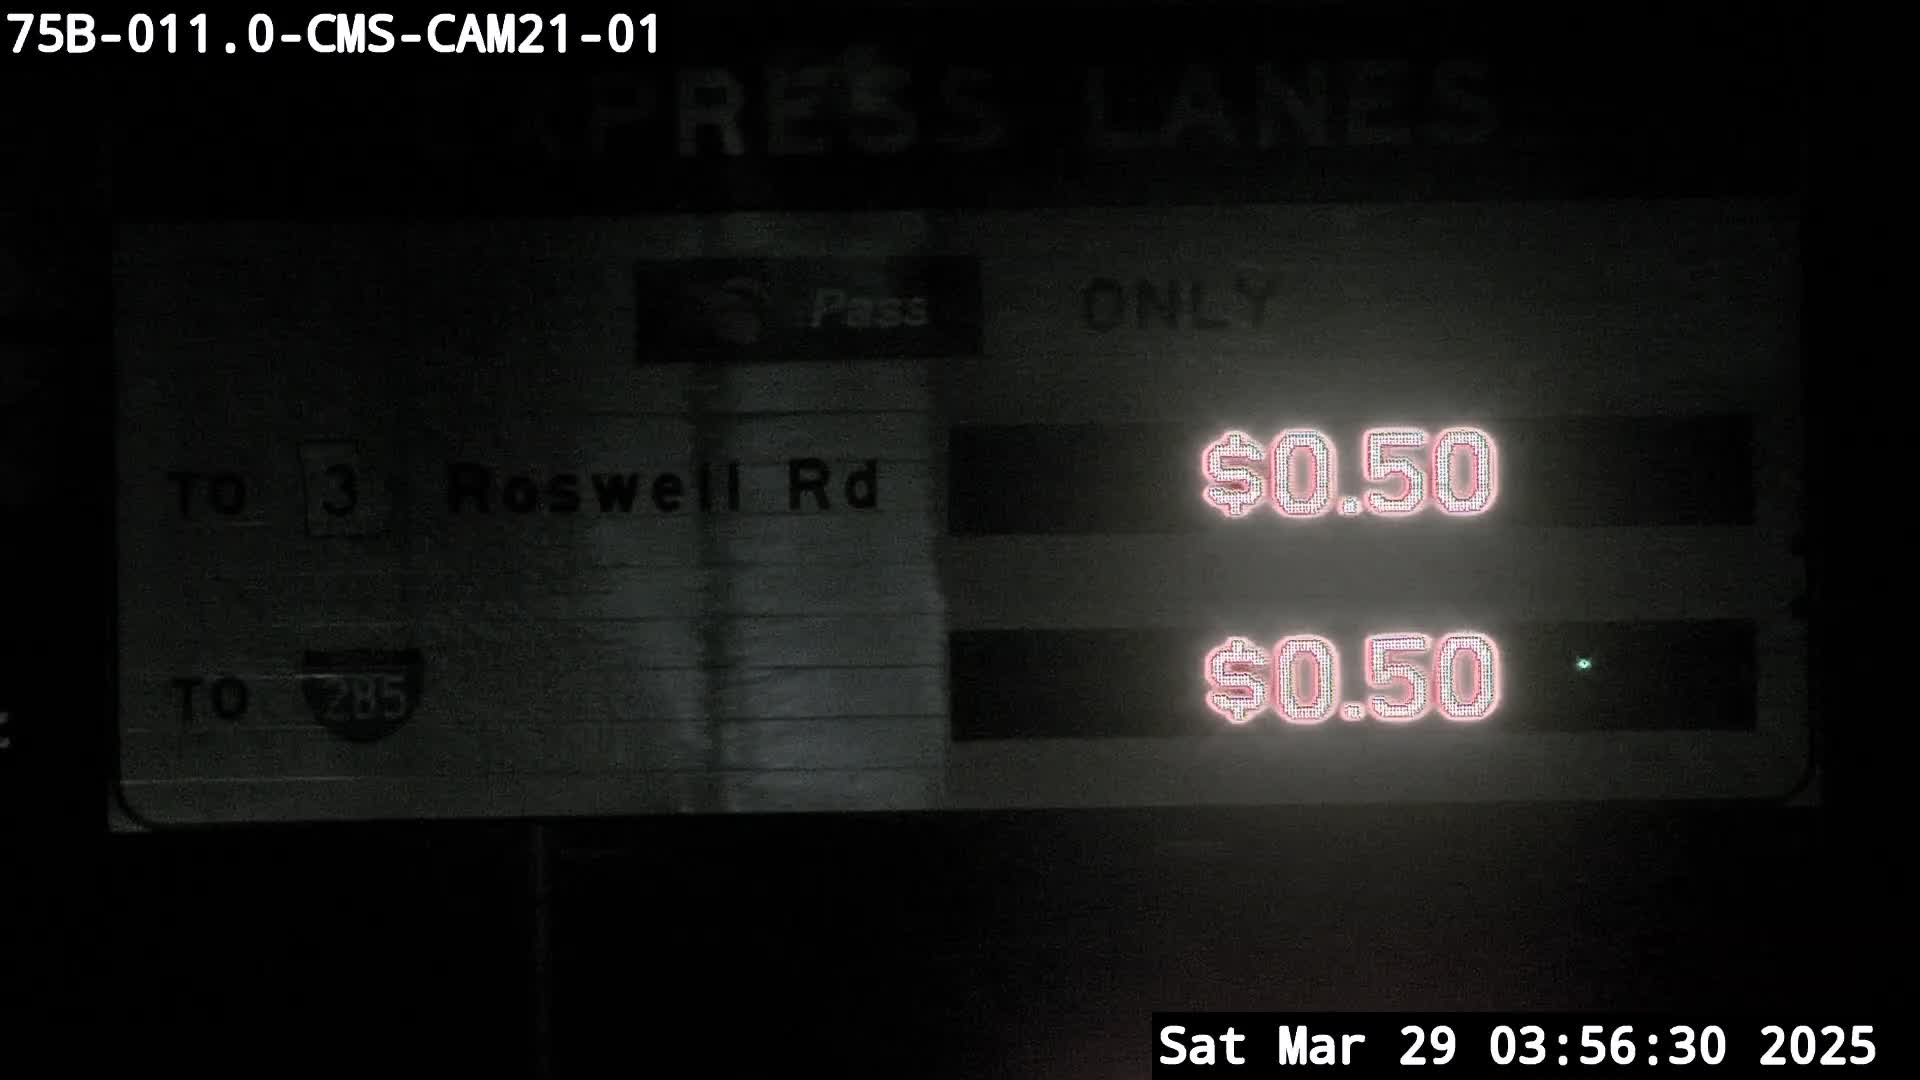 75B-011.0-CMS-CAM21-01
PRESS LANES
Pass ONLY
TO 3 Roswell Rd $0.50
TO 285 $0.50
Sat Mar 29 03:56:30 2025